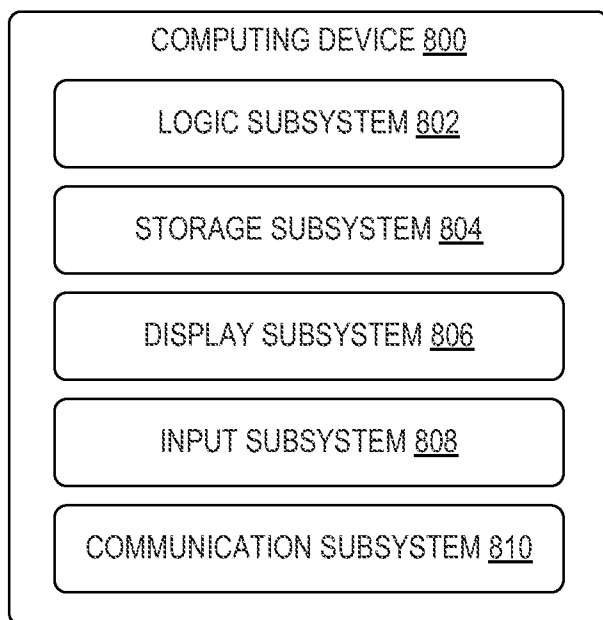 COMPUTING DEVICE 800
LOGIC SUBSYSTEM 802
STORAGE SUBSYSTEM 804
DISPLAY SUBSYSTEM 806
INPUT SUBSYSTEM 808
COMMUNICATION SUBSYSTEM 810